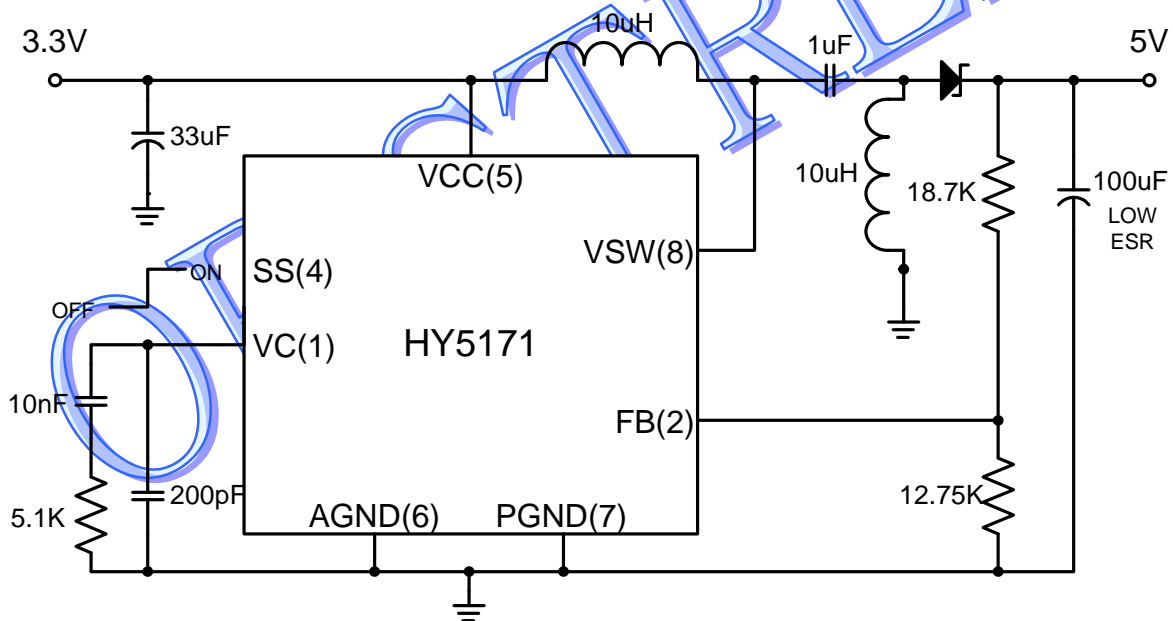 10uH
3.3V
1uF
5V
33uF
VCC(5)
10uH
18.7K
100uF
LOW
ESR
VSW(8)
ON
SS(4)
OFF
VC(1)
HY5171
10nF
FB(2)
200pF
12.75K
5.1K
AGND(6)
PGND(7)